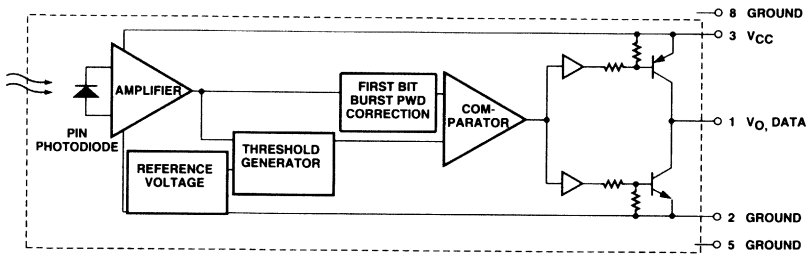 8 GROUND
3 VCC
AMPLIFIER
FIRST BIT
BURST PWD
CORRECTION
COM-
PARATOR
1 VO, DATA
PIN
PHOTODIODE
THRESHOLD
GENERATOR
REFERENCE
VOLTAGE
2 GROUND
5 GROUND